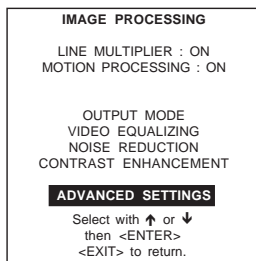 IMAGE PROCESSING
LINE MULTIPLIER : ON
MOTION PROCESSING : ON
OUTPUT MODE
VIDEO EQUALIZING
NOISE REDUCTION
CONTRAST ENHANCEMENT
ADVANCED SETTINGS
Select with ↑ or ↓
then <ENTER>
<EXIT> to return.